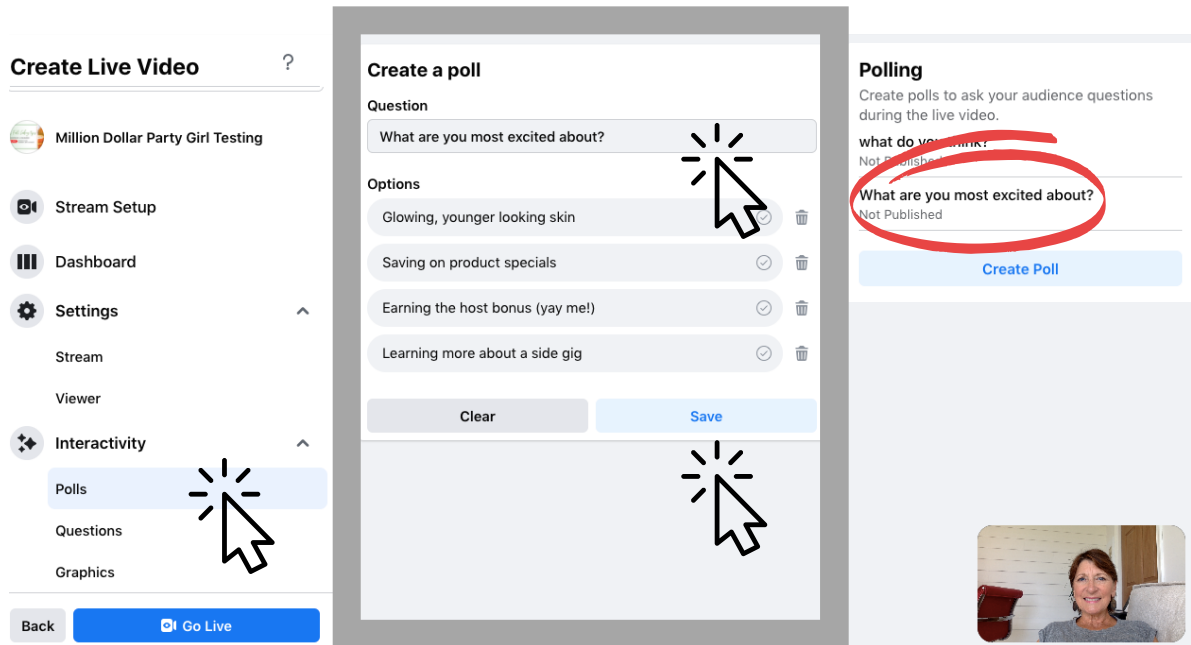 Create Live Video
?
Million Dollar Party Girl Testing
Stream Setup
Dashboard
Settings
Stream
Viewer
Interactivity
Polls
Questions
Graphics
Back
Go Live
Create a poll
Question
What are you most excited about?
Options
Glowing, younger looking skin
Saving on product specials
Earning the host bonus (yay me!)
Learning more about a side gig
Clear
Save
Polling
Create polls to ask your audience questions
during the live video.
what do you think?
Not Published
What are you most excited about?
Not Published
Create Poll